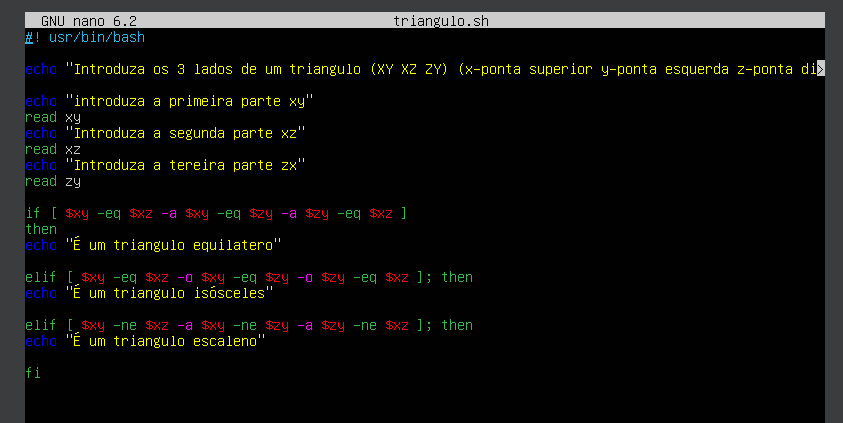 GNU nano 6.2 triangulo.sh
#! usr/bin/bash
echo "Introduza os 3 lados de um triangulo (XY XZ ZY) (x-ponta superior y-ponta esquerda z-ponta di>
echo "introduza a primeira parte xy"
read xy
echo "Introduza a segunda parte xz"
read xz
echo "Introduza a tereira parte zx"
read zy
if [ $xy -eq $xz -a $xy -eq $zy -a $zy -eq $xz ]
then
echo "É um triangulo equilatero"
elif [ $xy -eq $xz -o $xy -eq $zy -o $zy -eq $xz ]; then
echo "É um triangulo isósceles"
elif [ $xy -ne $xz -a $xy -ne $zy -a $zy -ne $xz ]; then
echo "É um triangulo escaleno"
fi